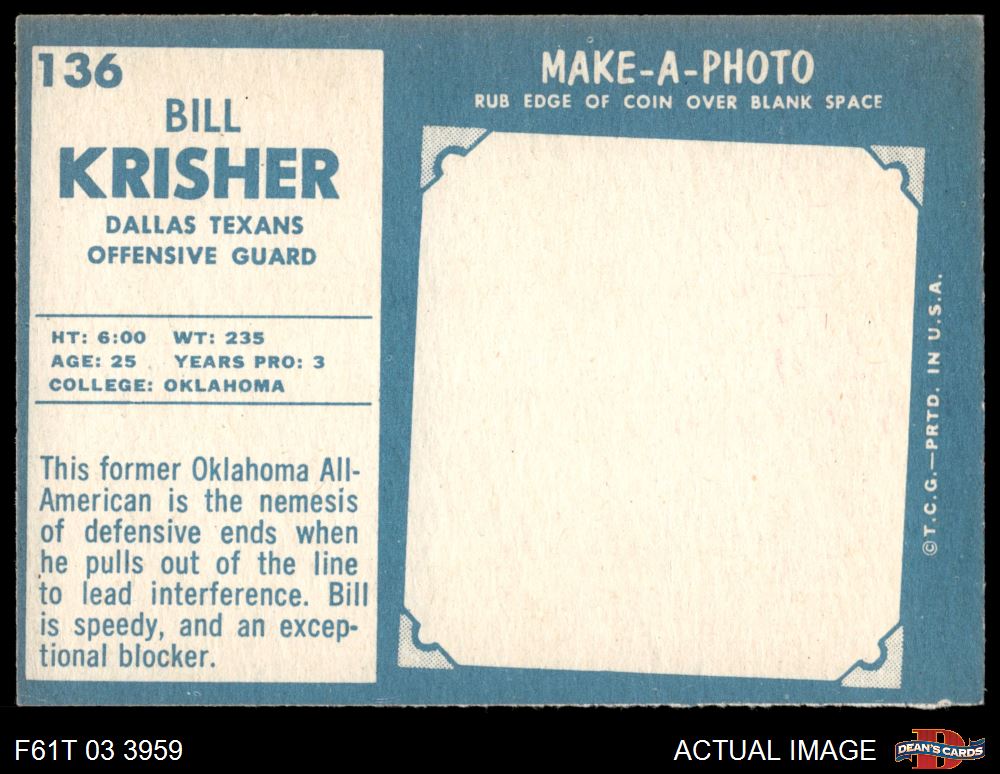 136
BILL
KRISHER
DALLAS TEXANS
OFFENSIVE GUARD
HT: 6:00 WT: 235
AGE: 25 YEARS PRO: 3
COLLEGE: OKLAHOMA
This former Oklahoma All-
American is the nemesis
of defensive ends when
he pulls out of the line
to lead interference. Bill
is speedy, and an excep-
tional blocker.
MAKE-A-PHOTO
RUB EDGE OF COIN OVER BLANK SPACE
©T.C.G.—PRTD. IN U.S.A.
F61T 03 3959
ACTUAL IMAGE
DEAN'S CARDS